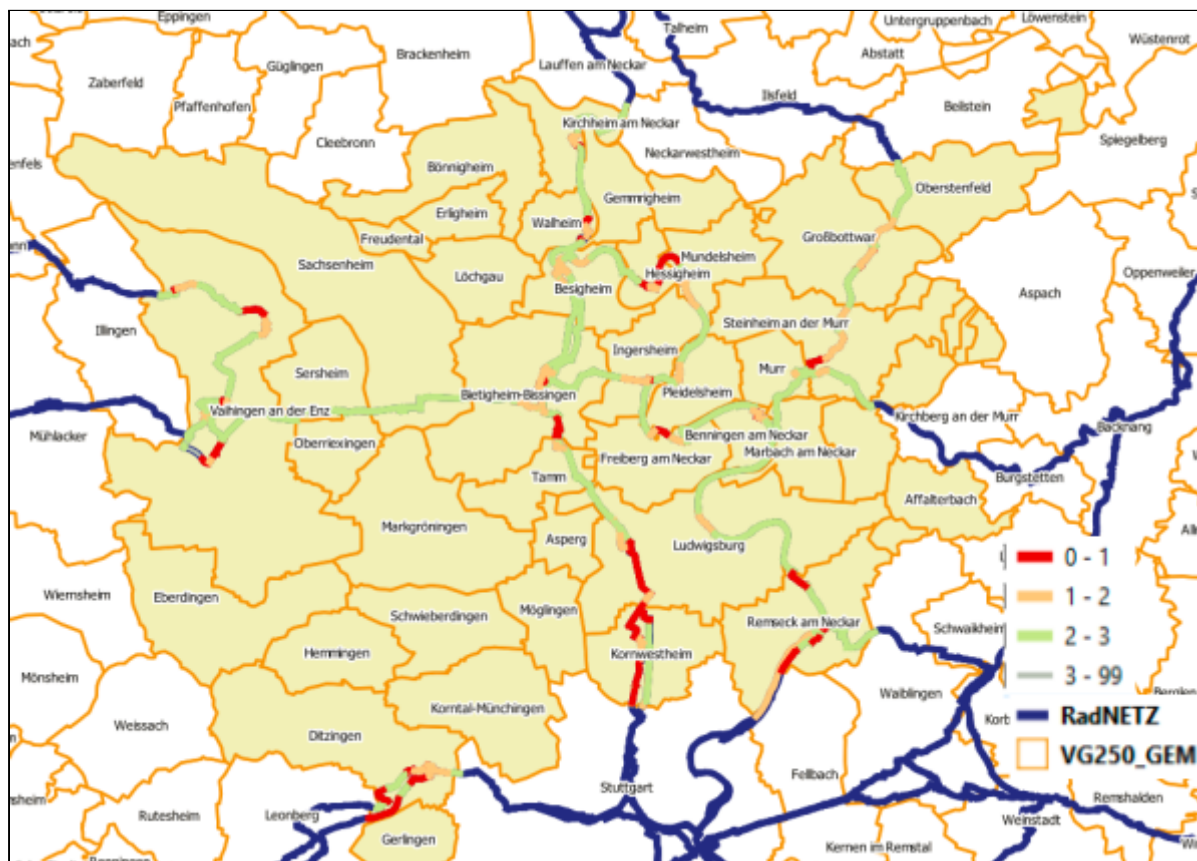 Eppingen
Untergruppenbach
Löwenstein
Talheim
Wüstenrot
Brackenheim
Abstatt
Güglingen
Lauffen am Neckar
Zaberfeld
Pfaffenhofen
Ilsfeld
Beilstein
Kirchheim am Neckar
Spiegelberg
Cleebronn
Neckarwestheim
Bönnigheim
Oberstenfeld
Gemmrigheim
Erligheim
Walheim
Freudental
Großbottwar
Sachsenheim
Mundelsheim
Löchgau
Hessigheim
Oppenweiler
Besigheim
Aspach
Illingen
Steinheim an der Murr
Ingersheim
Sersheim
Murr
Bietigheim-Bissingen
Pleidelsheim
Vaihingen an der Enz
Kirchberg an der Murr
Mühlacker
Oberriexingen
Benningen am Neckar
Backnang
Marbach am Neckar
Freiberg am Neckar
Tamm
Burgstetten
Affalterbach
Markgröningen
Asperg
Ludwigsburg
0 - 1
Wiernsheim
Eberdingen
1 - 2
Schwieberdingen
Möglingen
Remseck am Neckar
Schwaikheim
2 - 3
Hemmingen
Kornwestheim
Mönsheim
3 - 99
Waiblingen
Weissach
Korntal-Münchingen
Ditzingen
RadNETZ
VG250_GEM
Fellbach
Stuttgart
Remshalden
Rutesheim
Leonberg
Weinstadt
Gerlingen
Kernen im Remstal